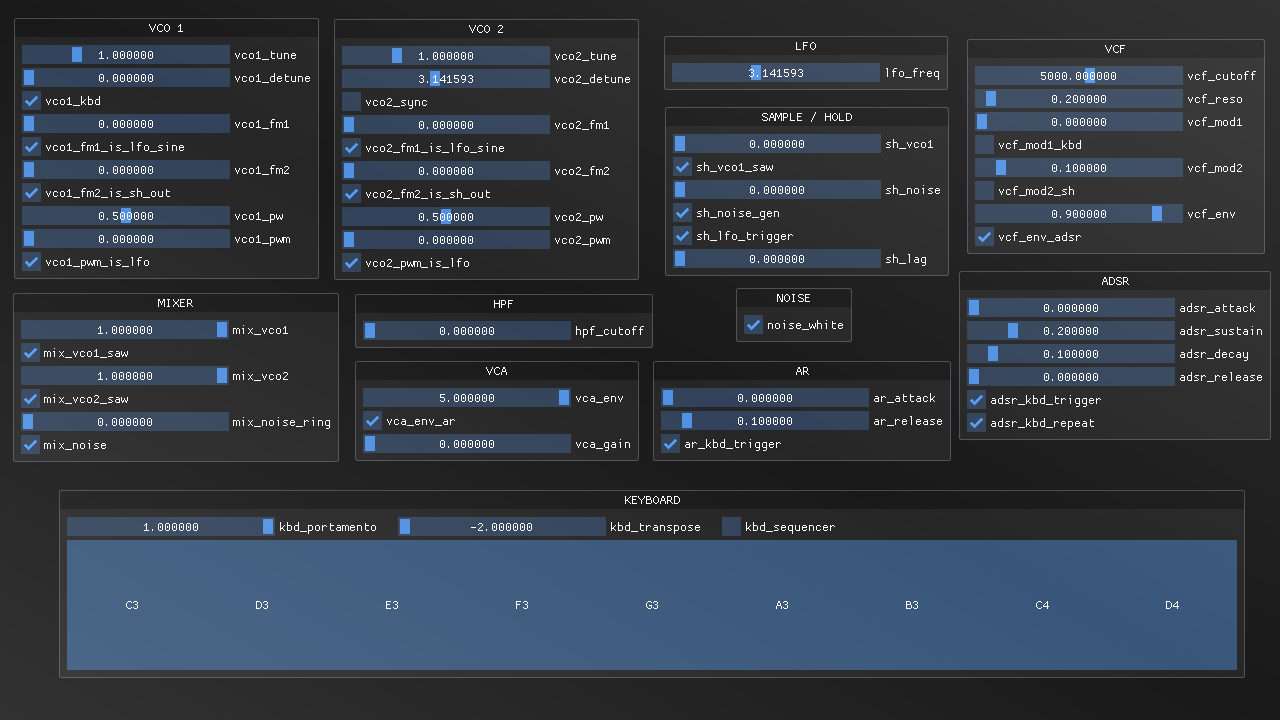 VCO 1
1.000000 vco1_tune
0.000000 vco1_detune
vco1_kbd
0.000000 vco1_fm1
vco1_fm1_is_lfo_sine
0.000000 vco1_fm2
vco1_fm2_is_sh_out
0.500000 vco1_pw
0.000000 vco1_pwm
vco1_pwm_is_lfo
VCO 2
1.000000 vco2_tune
3.141593 vco2_detune
vco2_sync
0.000000 vco2_fm1
vco2_fm1_is_lfo_sine
0.000000 vco2_fm2
vco2_fm2_is_sh_out
0.500000 vco2_pw
0.000000 vco2_pwm
vco2_pwm_is_lfo
LFO
3.141593 lfo_freq
SAMPLE / HOLD
0.000000 sh_vco1
sh_vco1_saw
0.000000 sh_noise
sh_noise_gen
sh_lfo_trigger
0.000000 sh_lag
VCF
5000.000000 vcf_cutoff
0.200000 vcf_reso
0.000000 vcf_mod1
vcf_mod1_kbd
0.100000 vcf_mod2
vcf_mod2_sh
0.900000 vcf_env
vcf_env_adsr
MIXER
1.000000 mix_vco1
mix_vco1_saw
1.000000 mix_vco2
mix_vco2_saw
0.000000 mix_noise_ring
mix_noise
HPF
0.000000 hpf_cutoff
NOISE
noise_white
VCA
5.000000 vca_env
vca_env_ar
0.000000 vca_gain
AR
0.000000 ar_attack
0.100000 ar_release
ar_kbd_trigger
ADSR
0.000000 adsr_attack
0.200000 adsr_sustain
0.100000 adsr_decay
0.000000 adsr_release
adsr_kbd_trigger
adsr_kbd_repeat
KEYBOARD
1.000000 kbd_portamento -2.000000 kbd_transpose kbd_sequencer
C3 D3 E3 F3 G3 A3 B3 C4 D4